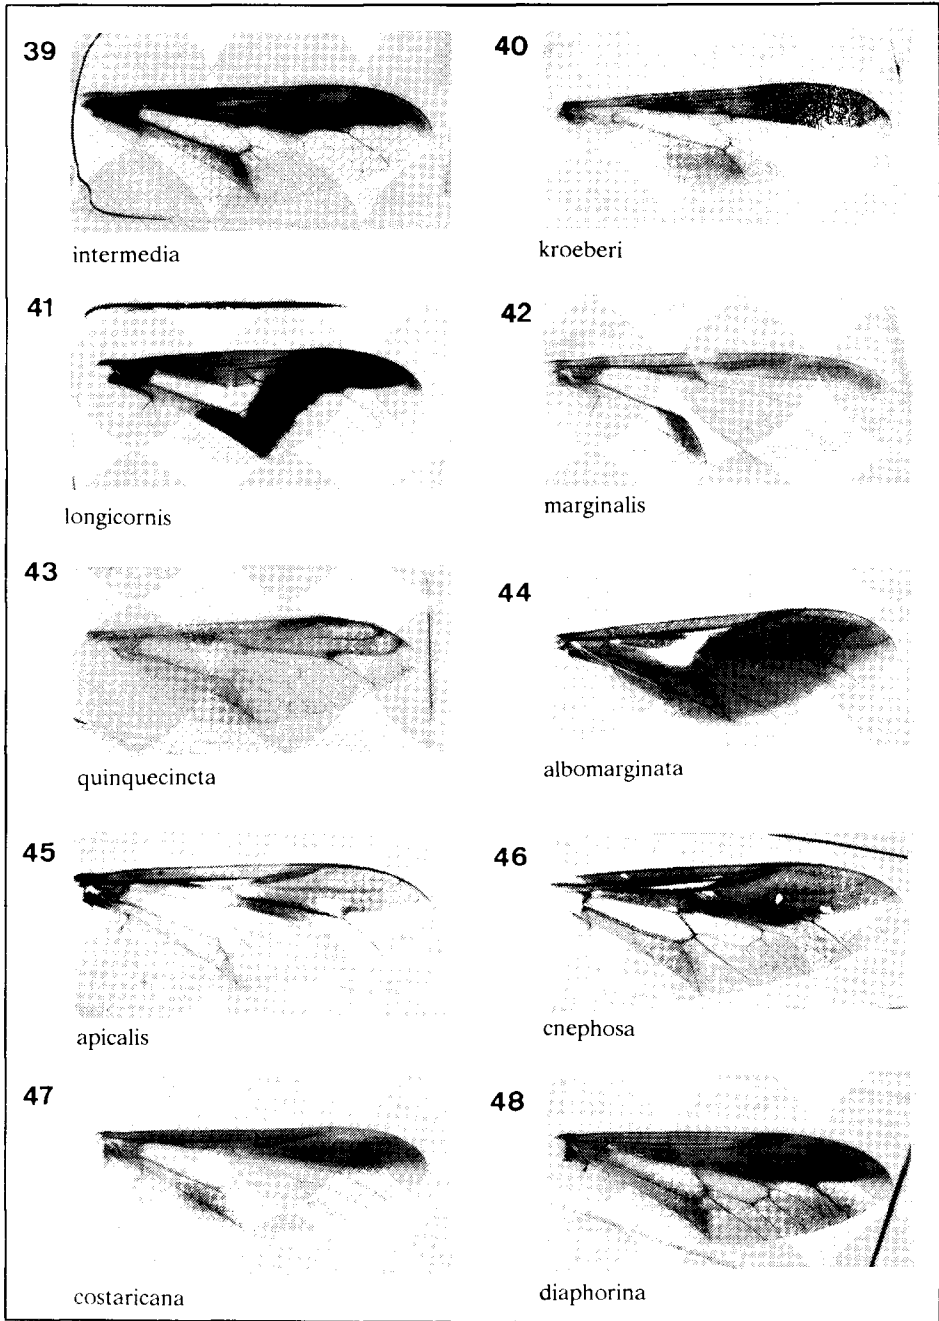 39
40
intermedia
kroeberi
41
42
longicornis
marginalis
43
44
quinquecincta
albomarginata
45
46
apicalis
cnephosa
47
48
costaricana
diaphorina